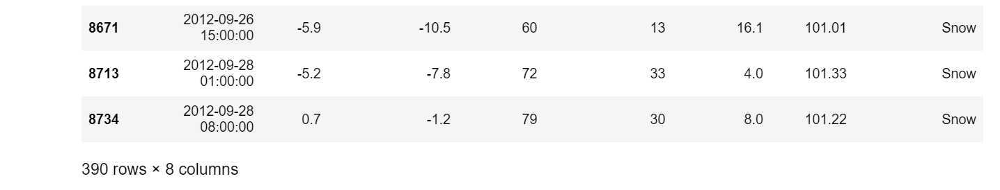 8671 2012-09-26 15:00:00 -5.9 -10.5 60 13 16.1 101.01 Snow
8713 2012-09-28 01:00:00 -5.2 -7.8 72 33 4.0 101.33 Snow
8734 2012-09-28 08:00:00 0.7 -1.2 79 30 8.0 101.22 Snow
390 rows × 8 columns